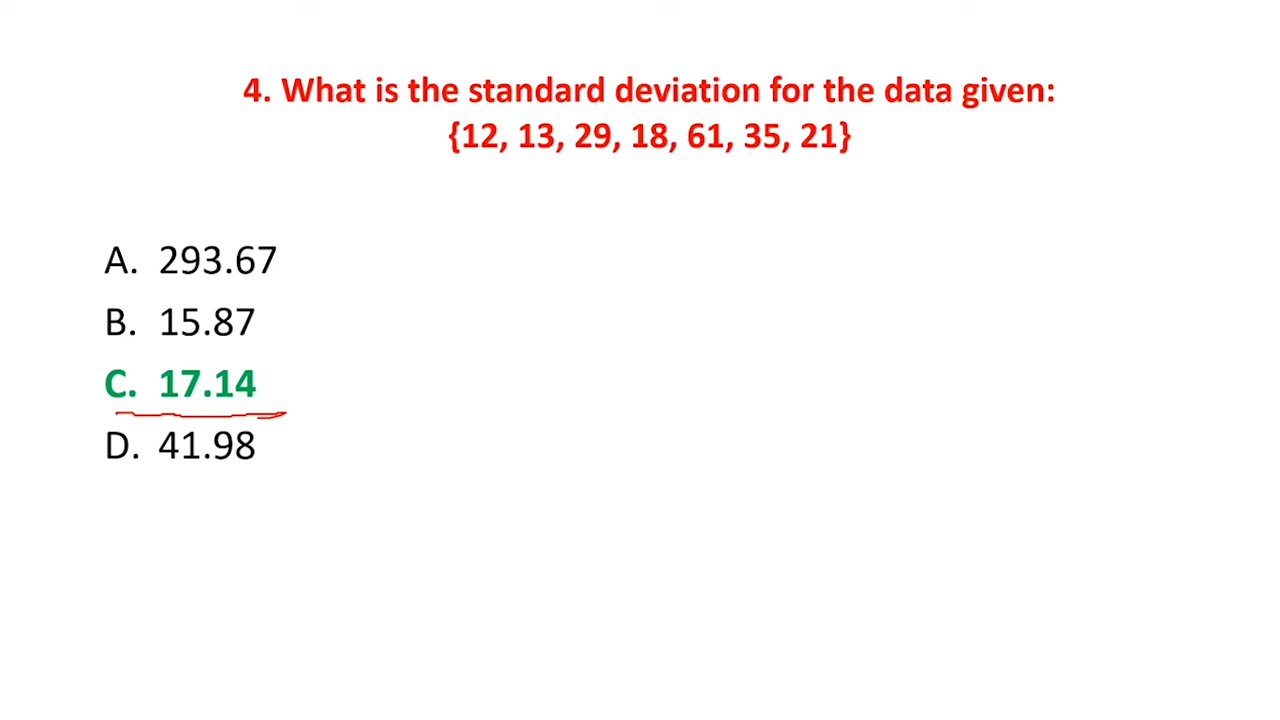 4. What is the standard deviation for the data given:
{12, 13, 29, 18, 61, 35, 21}
A. 293.67
B. 15.87
C. 17.14
D. 41.98